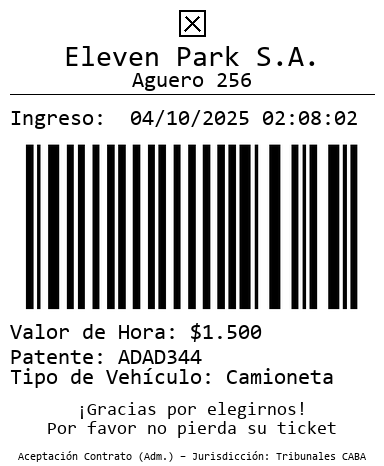 Eleven Park S.A.
Aguero 256
Ingreso: 04/10/2025 02:08:02
Valor de Hora: $1.500
Patente: ADAD344
Tipo de Vehículo: Camioneta
¡Gracias por elegirnos!
Por favor no pierda su ticket
Aceptación Contrato (Adm.) – Jurisdicción: Tribunales CABA